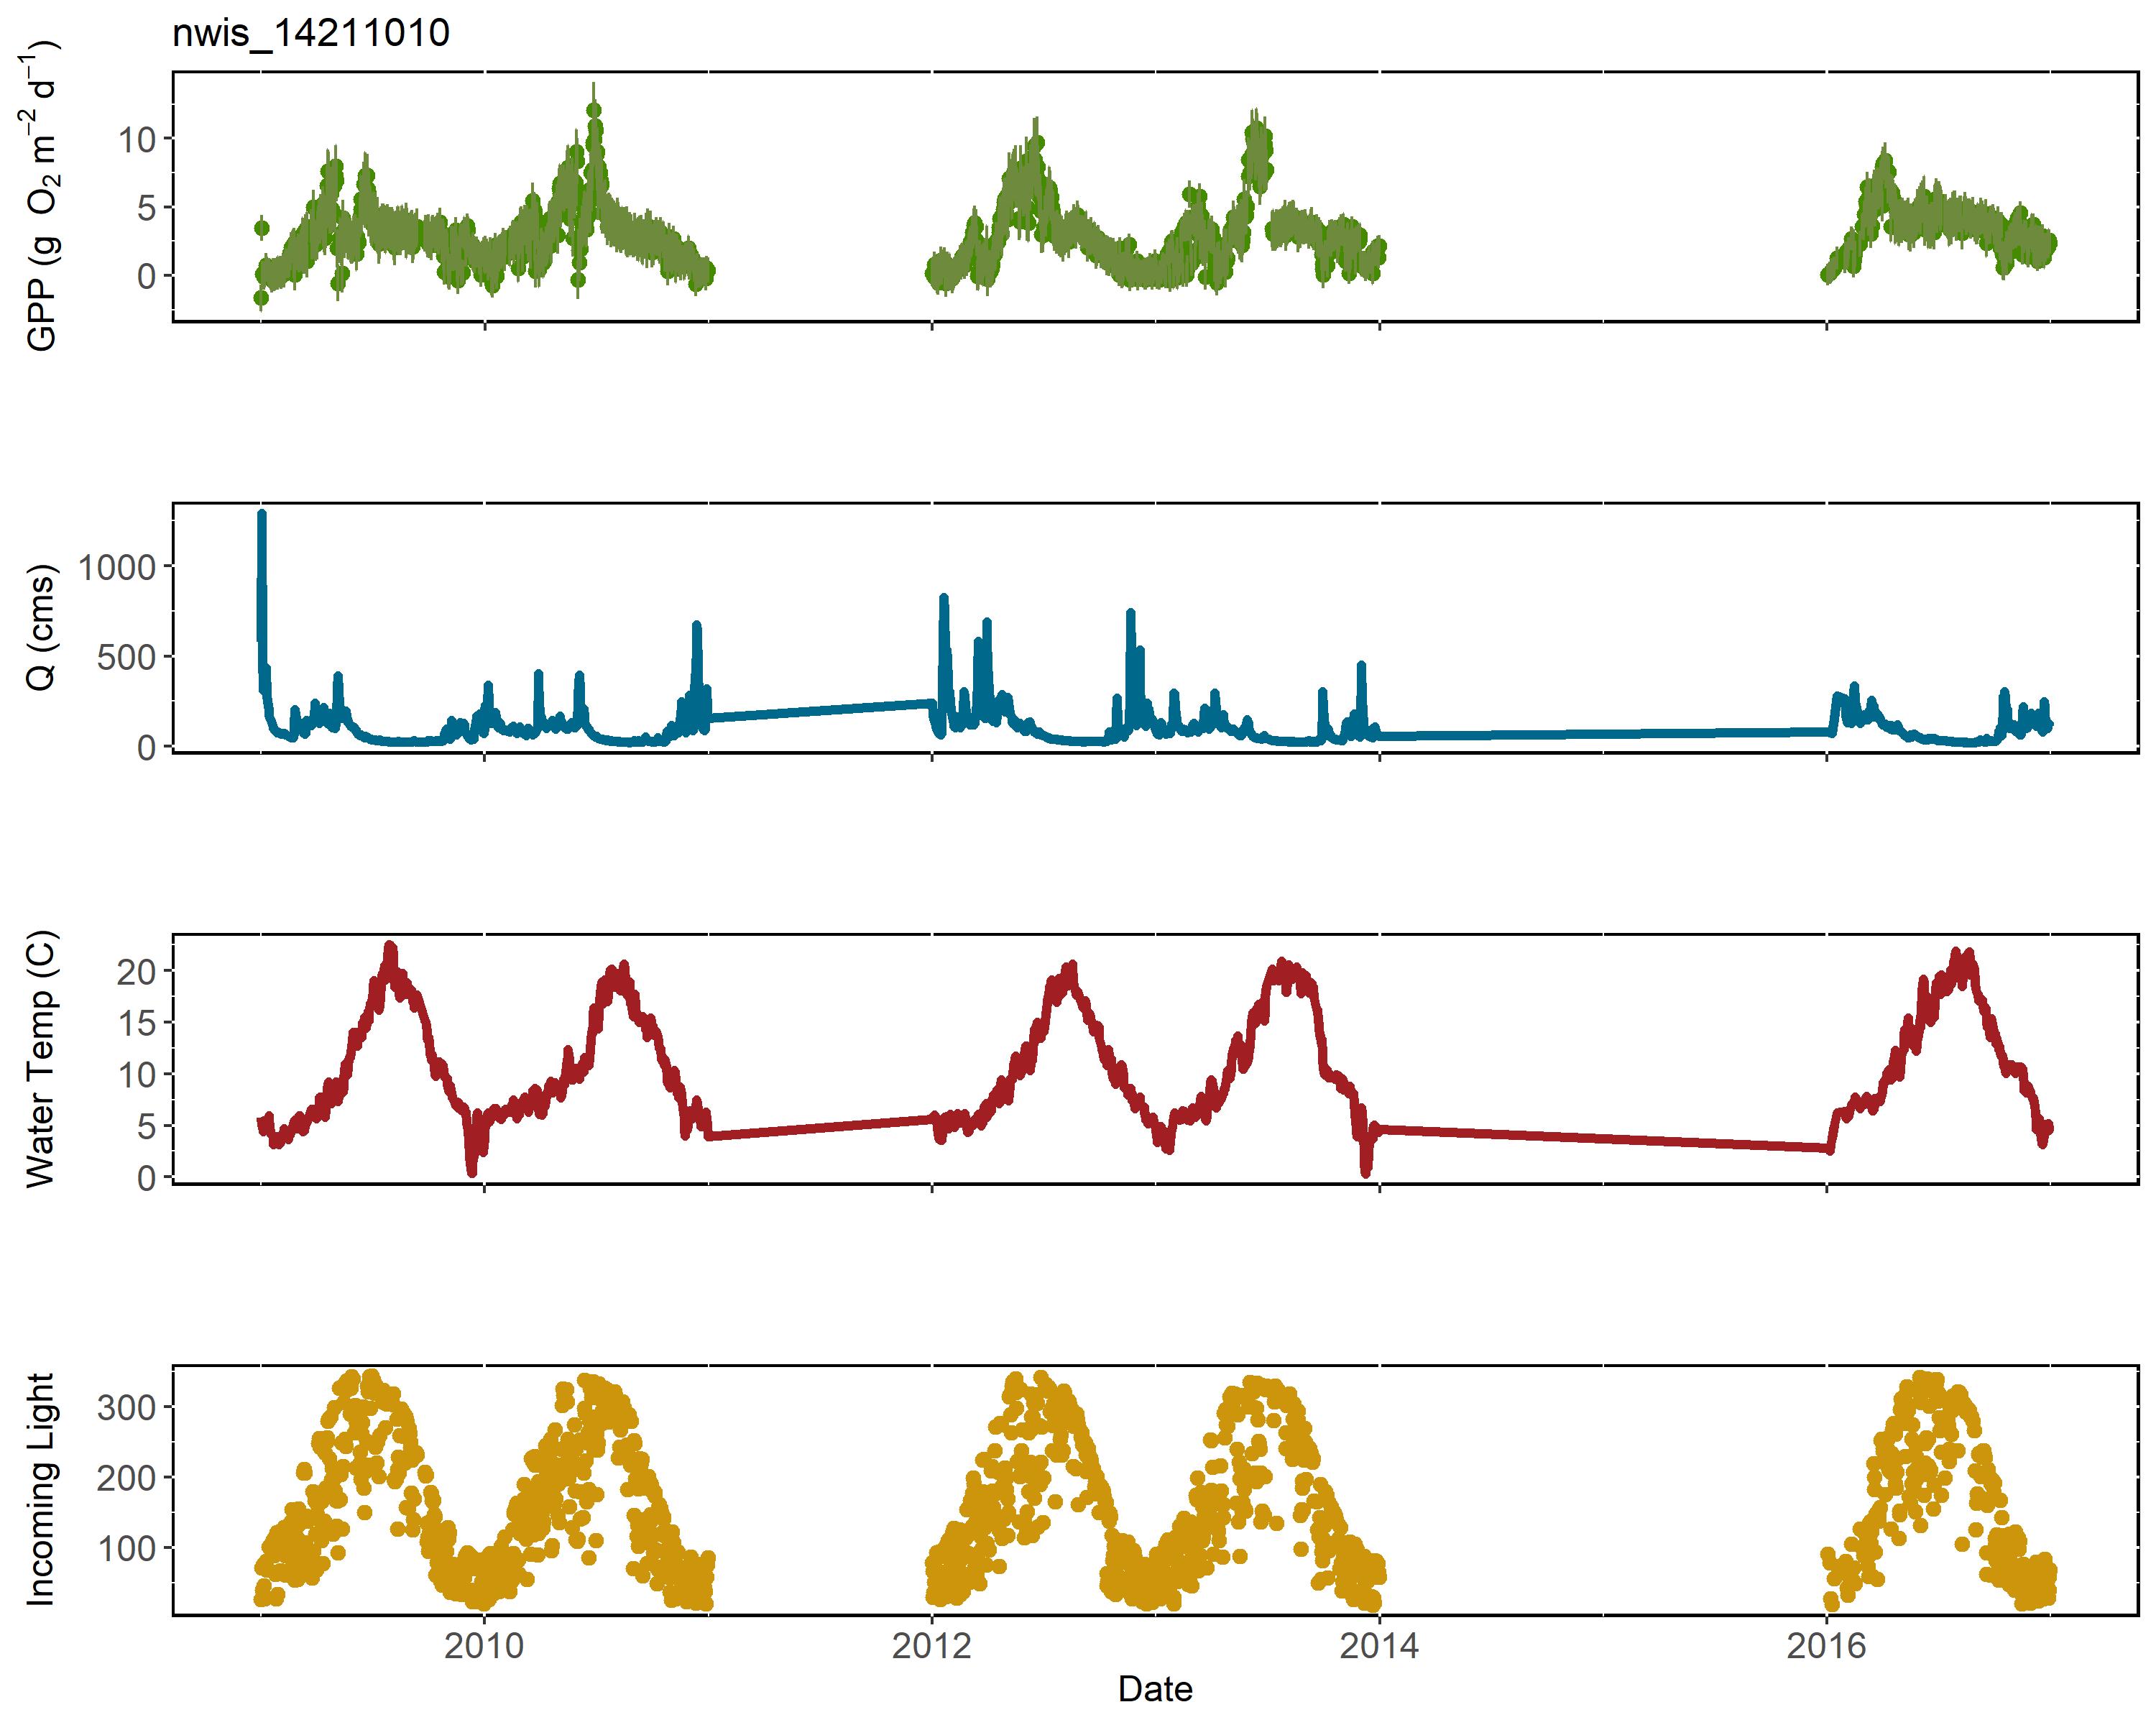 nwis_14211010
GPP (g O₂ m⁻² d⁻¹)
10
5
0
Q (cms)
1000
500
0
Water Temp (C)
20
15
10
5
0
Incoming Light
300
200
100
2010 2012 2014 2016
Date